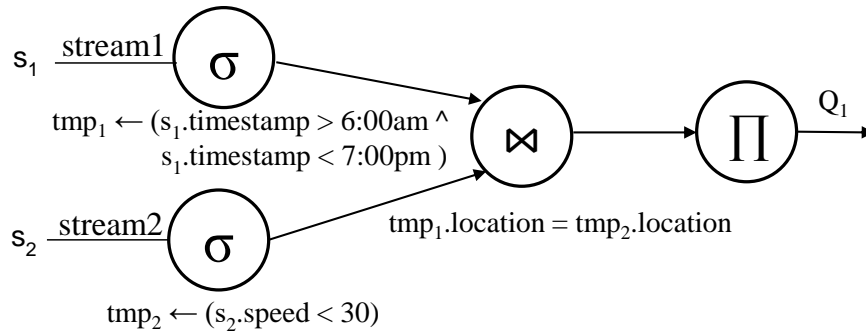 s₁ stream1 σ
tmp₁ ← (s₁.timestamp > 6:00am ^
s₁.timestamp < 7:00pm )
⋈ ∏ Q₁
s₂ stream2 σ
tmp₁.location = tmp₂.location
tmp₂ ← (s₂.speed < 30)